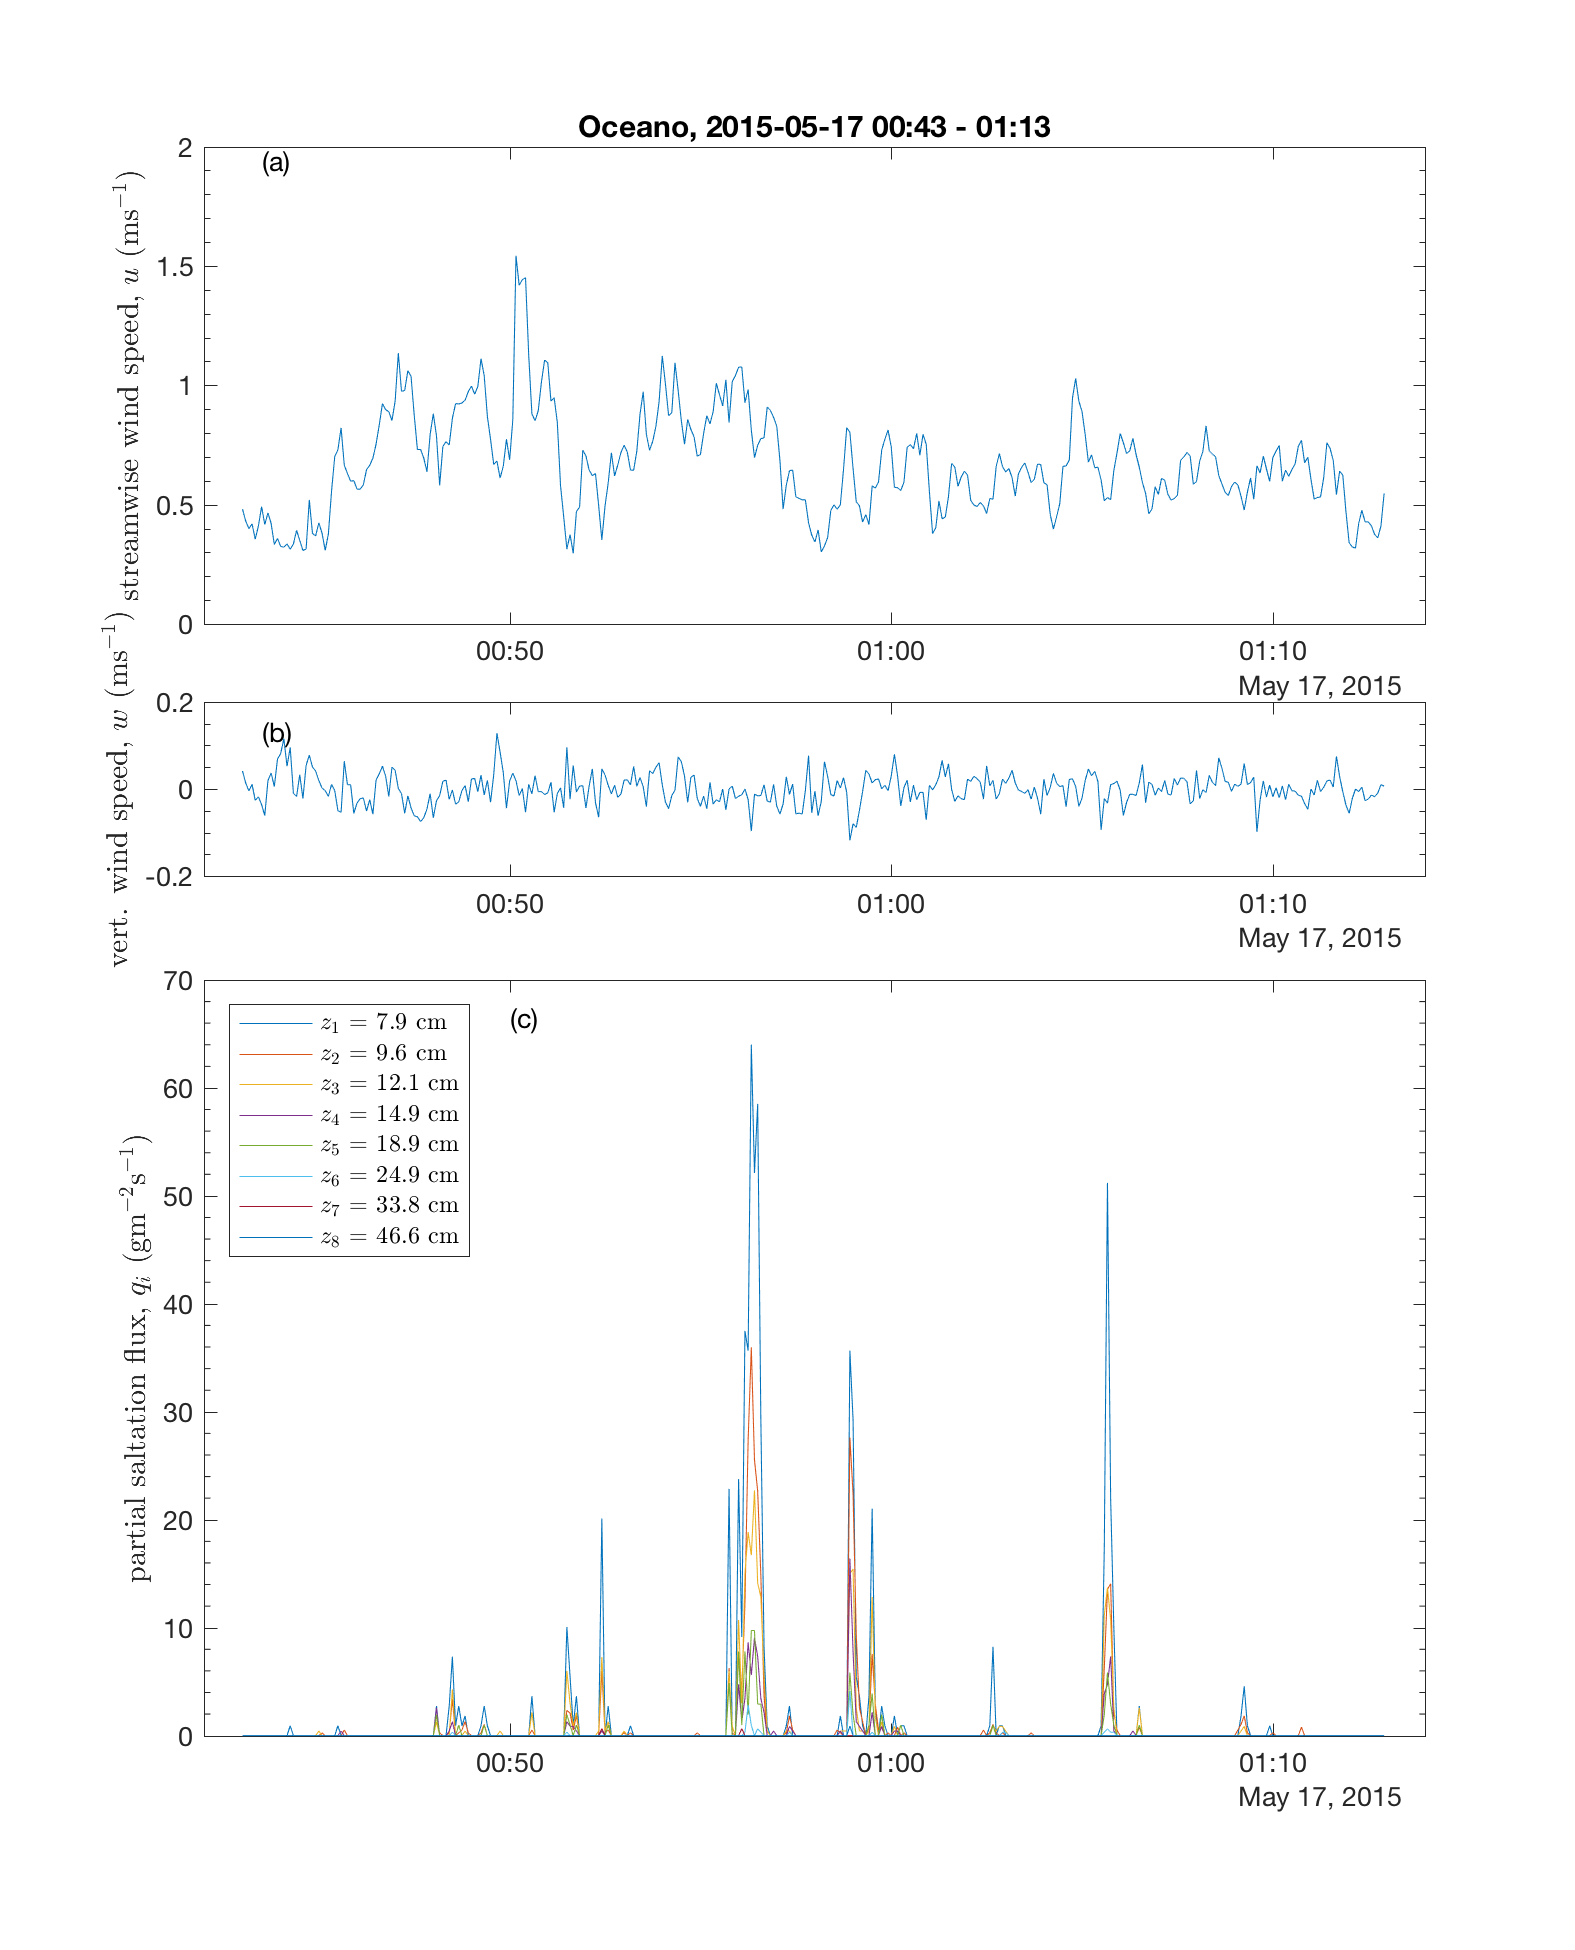 Oceano, 2015-05-17 00:43 - 01:13
(a)
streamwise wind speed, u (ms⁻¹)
2
1.5
1
0.5
0
00:50 01:00 01:10
May 17, 2015
(b)
vert. wind speed, w (ms⁻¹)
0.2
0
-0.2
00:50 01:00 01:10
May 17, 2015
(c)
partial saltation flux, qᵢ (gm⁻²s⁻¹)
70
60
50
40
30
20
10
0
z₁ = 7.9 cm
z₂ = 9.6 cm
z₃ = 12.1 cm
z₄ = 14.9 cm
z₅ = 18.9 cm
z₆ = 24.9 cm
z₇ = 33.8 cm
z₈ = 46.6 cm
00:50 01:00 01:10
May 17, 2015